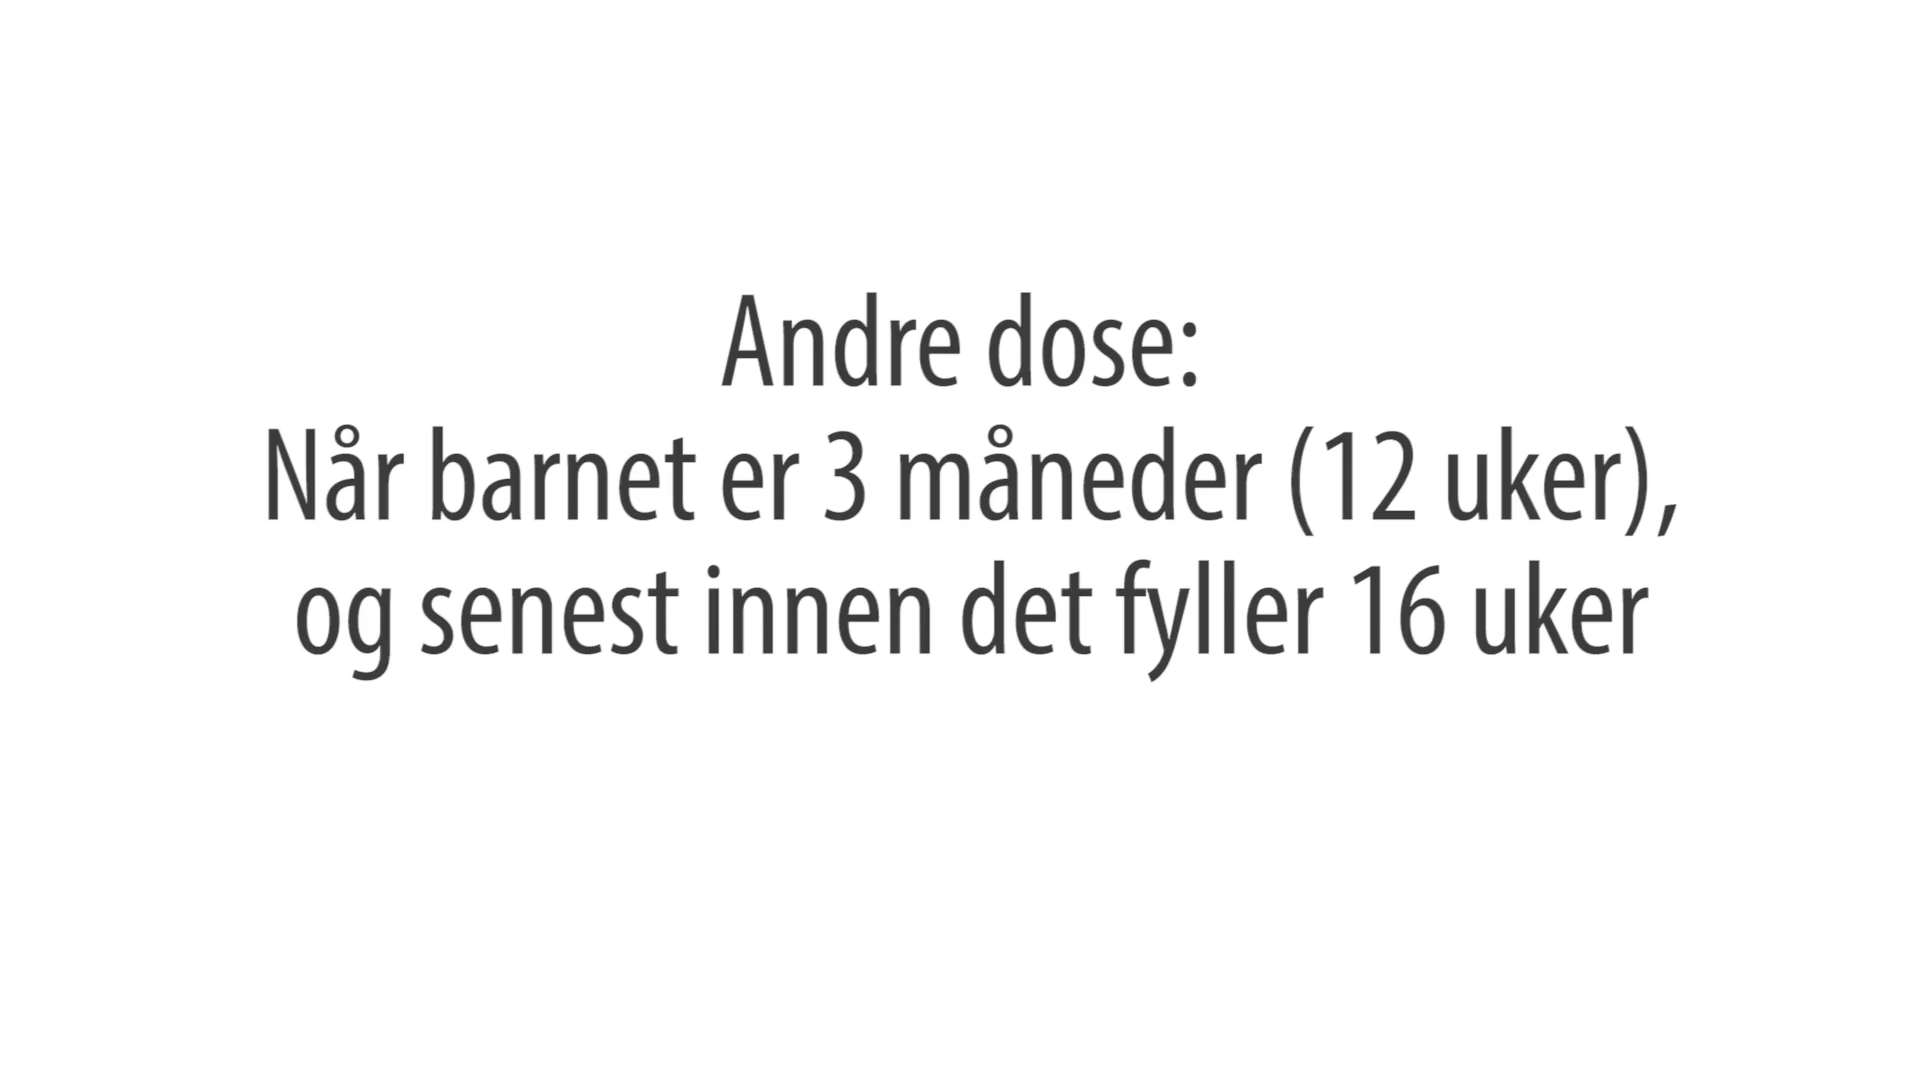 Andre dose:
Når barnet er 3 måneder (12 uker),
og senest innen det fyller 16 uker